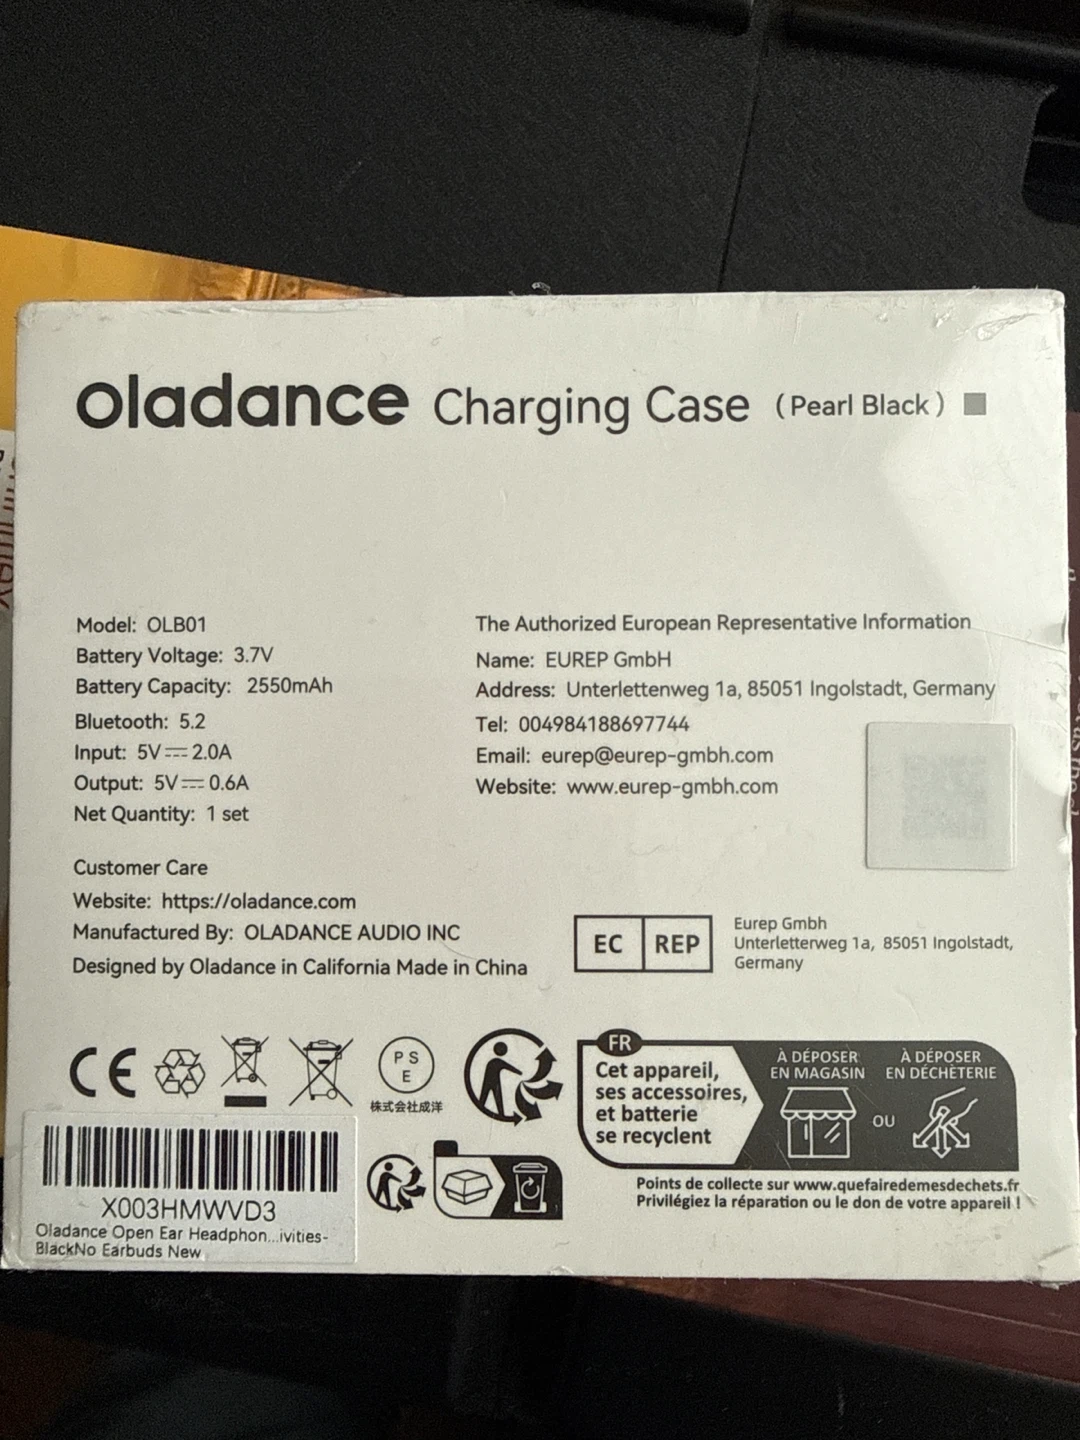 oladance Charging Case (Pearl Black)
Model: OLB01
Battery Voltage: 3.7V
Battery Capacity: 2550mAh
Bluetooth: 5.2
Input: 5V⎓2.0A
Output: 5V⎓0.6A
Net Quantity: 1 set
The Authorized European Representative Information
Name: EUREP GmbH
Address: Unterlettenweg 1a, 85051 Ingolstadt, Germany
Tel: 004984188697744
Email: eurep@eurep-gmbh.com
Website: www.eurep-gmbh.com
Customer Care
Website: https://oladance.com
Manufactured By: OLADANCE AUDIO INC
Designed by Oladance in California Made in China
EC REP
Eurep Gmbh
Unterletterweg 1a, 85051 Ingolstadt,
Germany
CE
PS
E
株式会社成洋
FR
Cet appareil,
ses accessoires,
et batterie
se recyclent
À DÉPOSER
EN MAGASIN
OU
À DÉPOSER
EN DÉCHÈTERIE
Points de collecte sur www.quefairedemesdechets.fr
Privilégiez la réparation ou le don de votre appareil !
X003HMWVD3
Oladance Open Ear Headphon...ivities-
BlackNo Earbuds New